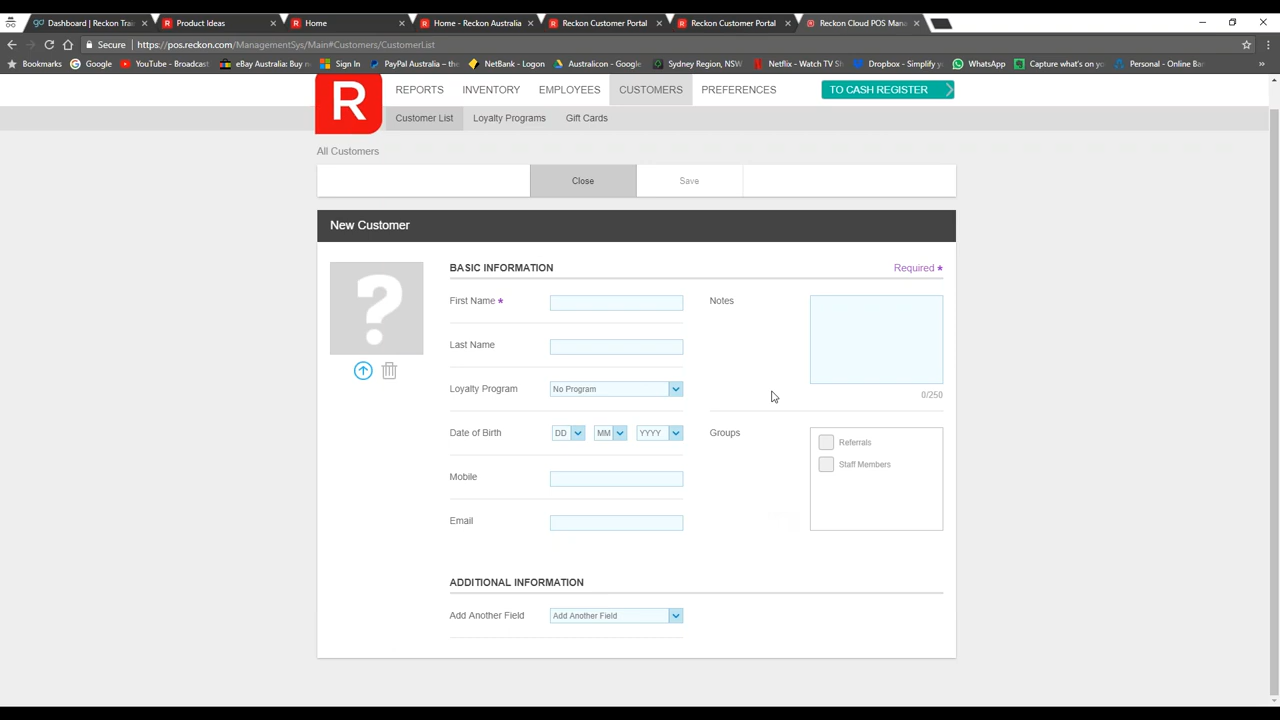 Dashboard | Reckon Trai
Product Ideas
Home
Home - Reckon Australia
Reckon Customer Portal
Reckon Customer Portal
Reckon Cloud POS Mana
Secure
https://pos.reckon.com/ManagementSys/Main#Customers/CustomerList
Bookmarks
Google
YouTube - Broadcast
eBay Australia: Buy n
Sign In
PayPal Australia – the
NetBank - Logon
Australicon - Google
Sydney Region, NSW
Netflix - Watch TV Sh
Dropbox - Simplify yo
WhatsApp
Capture what's on yo
Personal - Online Ban
R
REPORTS
INVENTORY
EMPLOYEES
CUSTOMERS
PREFERENCES
TO CASH REGISTER
Customer List
Loyalty Programs
Gift Cards
All Customers
Close
Save
New Customer
BASIC INFORMATION
Required *
First Name *
Notes
Last Name
Loyalty Program
No Program
0/250
Date of Birth
DD
MM
YYYY
Groups
Referrals
Staff Members
Mobile
Email
ADDITIONAL INFORMATION
Add Another Field
Add Another Field